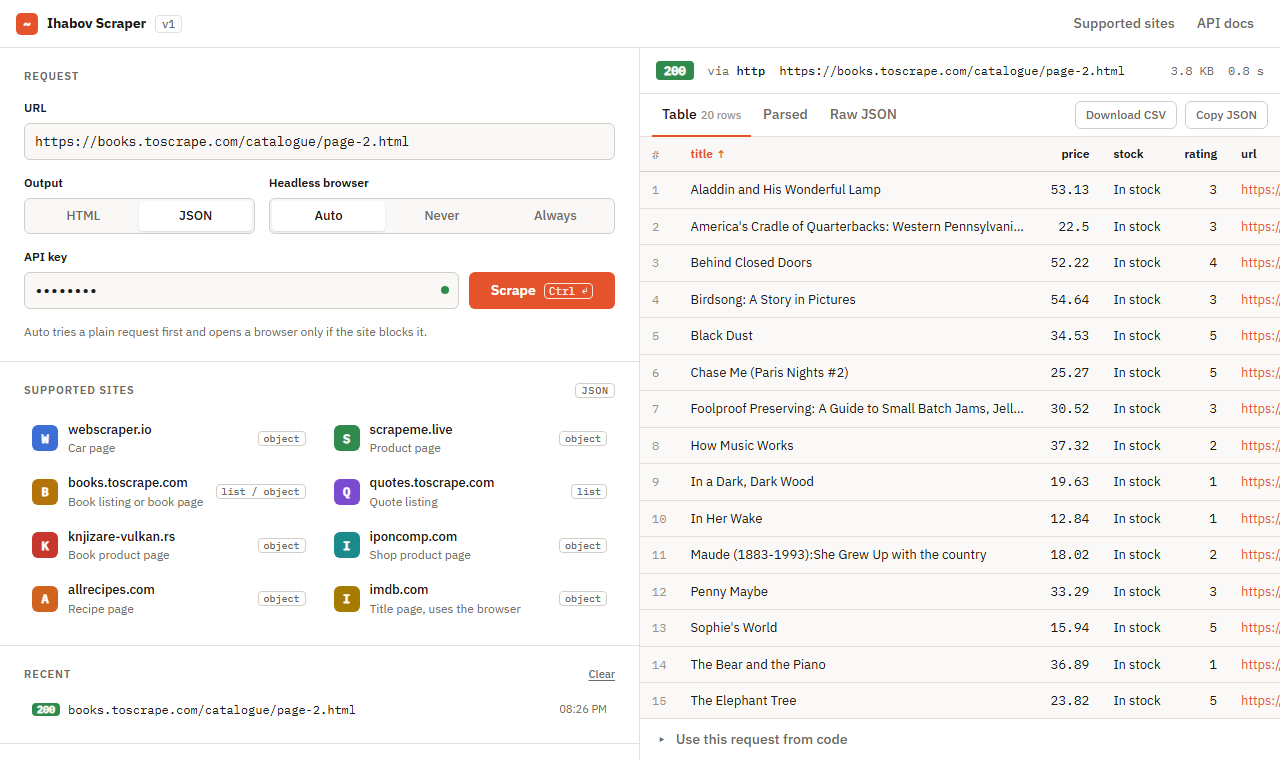 ~ Ihabov Scraper v1
Supported sites API docs
REQUEST
URL
https://books.toscrape.com/catalogue/page-2.html
Output
HTML JSON
Headless browser
Auto Never Always
API key
••••••••
Scrape Ctrl ⏎
Auto tries a plain request first and opens a browser only if the site blocks it.
SUPPORTED SITES JSON
W webscraper.io
Car page
object
S scrapeme.live
Product page
object
B books.toscrape.com
Book listing or book page
list / object
Q quotes.toscrape.com
Quote listing
list
K knjizare-vulkan.rs
Book product page
object
I iponcomp.com
Shop product page
object
A allrecipes.com
Recipe page
object
I imdb.com
Title page, uses the browser
object
RECENT Clear
200 books.toscrape.com/catalogue/page-2.html 08:26 PM
200 via http https://books.toscrape.com/catalogue/page-2.html 3.8 KB 0.8 s
Table 20 rows Parsed Raw JSON Download CSV Copy JSON
# title ↑ price stock rating url
1 Aladdin and His Wonderful Lamp 53.13 In stock 3 https:/
2 America's Cradle of Quarterbacks: Western Pennsylvani... 22.5 In stock 3 https:/
3 Behind Closed Doors 52.22 In stock 4 https:/
4 Birdsong: A Story in Pictures 54.64 In stock 3 https:/
5 Black Dust 34.53 In stock 5 https:/
6 Chase Me (Paris Nights #2) 25.27 In stock 5 https:/
7 Foolproof Preserving: A Guide to Small Batch Jams, Jell... 30.52 In stock 3 https:/
8 How Music Works 37.32 In stock 2 https:/
9 In a Dark, Dark Wood 19.63 In stock 1 https:/
10 In Her Wake 12.84 In stock 1 https:/
11 Maude (1883-1993):She Grew Up with the country 18.02 In stock 2 https:/
12 Penny Maybe 33.29 In stock 3 https:/
13 Sophie's World 15.94 In stock 5 https:/
14 The Bear and the Piano 36.89 In stock 1 https:/
15 The Elephant Tree 23.82 In stock 5 https:/
▸ Use this request from code